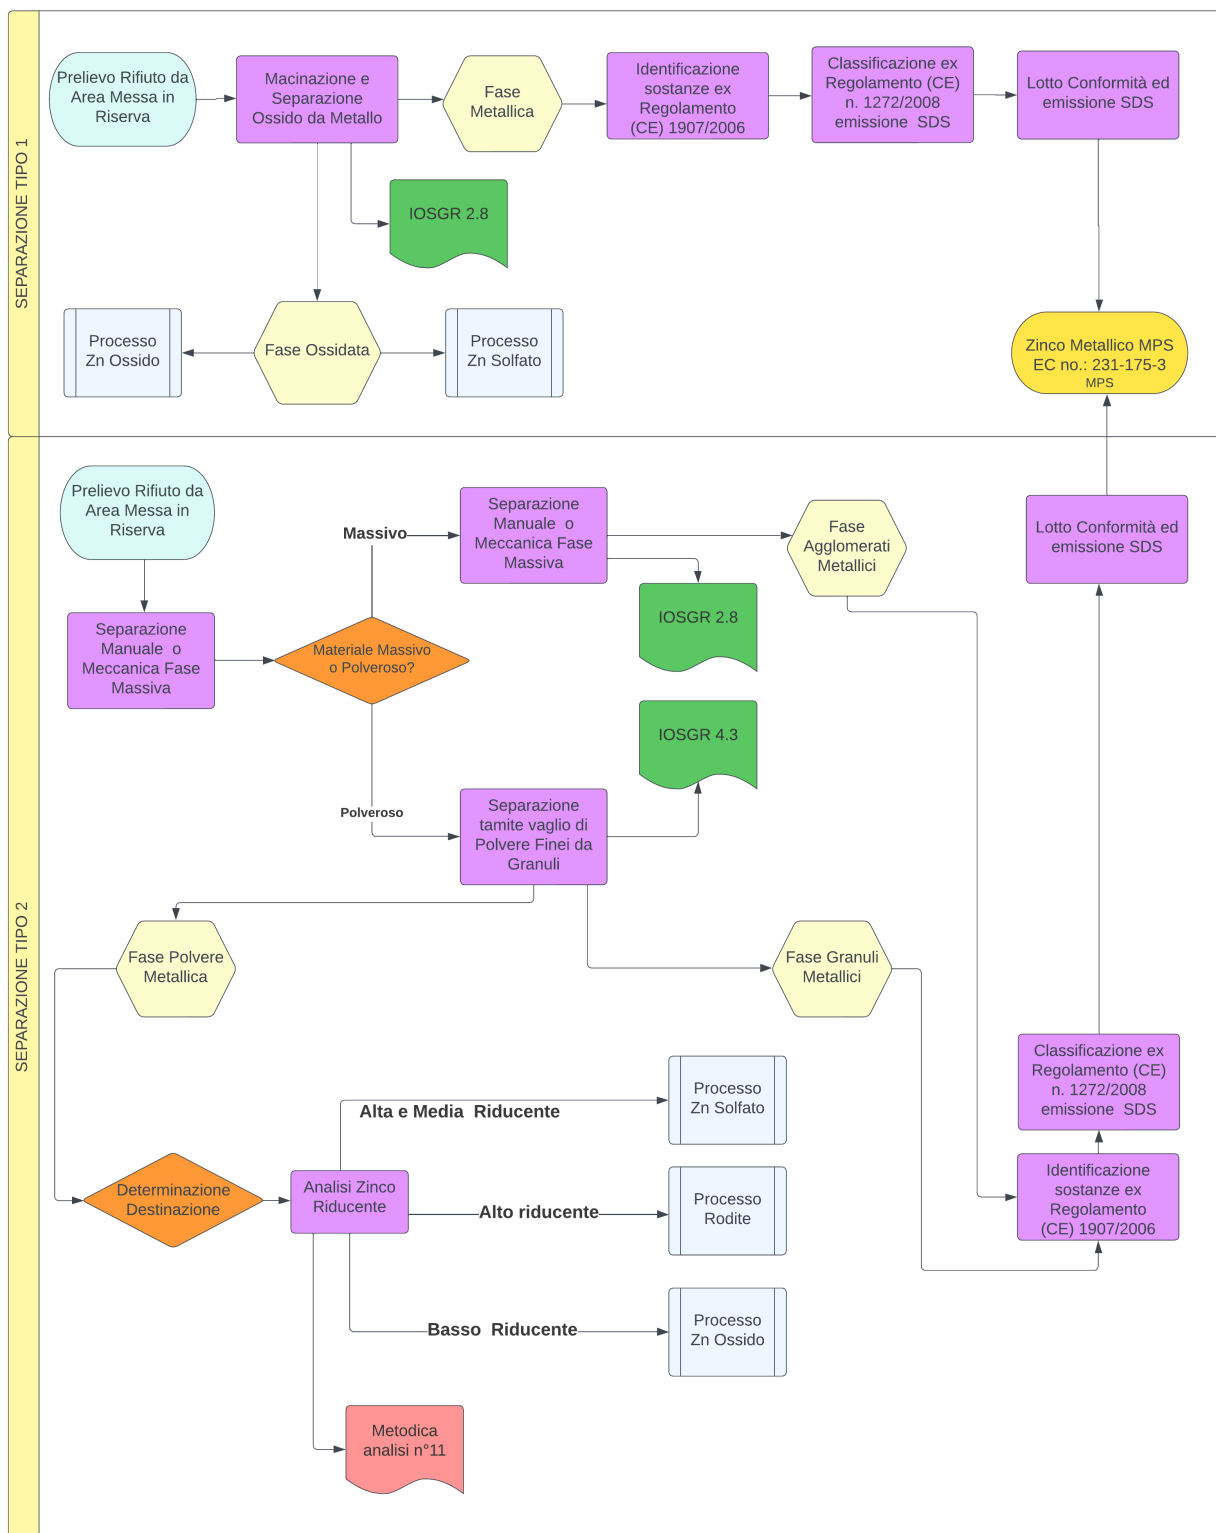 SEPARAZIONE TIPO 1
Prelievo Rifiuto da
Area Messa in
Riserva
Macinazione e
Separazione
Ossido da Metallo
Fase
Metallica
Identificazione
sostanze ex
Regolamento
(CE) 1907/2006
Classificazione ex
Regolamento (CE)
n. 1272/2008
emissione SDS
Lotto Conformità ed
emissione SDS
IOSGR 2.8
Processo
Zn Ossido
Fase Ossidata
Processo
Zn Solfato
Zinco Metallico MPS
EC no.: 231-175-3
MPS
SEPARAZIONE TIPO 2
Prelievo Rifiuto da
Area Messa in
Riserva
Separazione
Manuale o
Meccanica Fase
Massiva
Materiale Massivo
o Polveroso?
Massivo
Separazione
Manuale o
Meccanica Fase
Massiva
Fase
Agglomerati
Metallici
Lotto Conformità ed
emissione SDS
IOSGR 2.8
IOSGR 4.3
Polveroso
Separazione
tamite vaglio di
Polvere Finei da
Granuli
Fase Polvere
Metallica
Fase Granuli
Metallici
Classificazione ex
Regolamento (CE)
n. 1272/2008
emissione SDS
Identificazione
sostanze ex
Regolamento
(CE) 1907/2006
Determinazione
Destinazione
Analisi Zinco
Riducente
Alta e Media Riducente
Processo
Zn Solfato
Alto riducente
Processo
Rodite
Basso Riducente
Processo
Zn Ossido
Metodica
analisi n°11